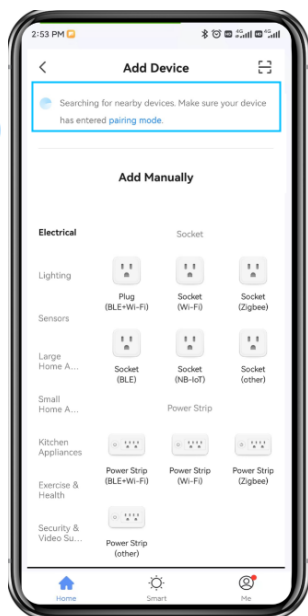 2:53 PM
Add Device
Searching for nearby devices. Make sure your device
has entered pairing mode.
Add Manually
Electrical
Socket
Lighting
Plug
(BLE+Wi-Fi)
Socket
(Wi-Fi)
Socket
(Zigbee)
Sensors
Large
Home A...
Socket
(BLE)
Socket
(NB-IoT)
Socket
(other)
Small
Home A...
Power Strip
Kitchen
Appliances
Power Strip
(BLE+Wi-Fi)
Power Strip
(Wi-Fi)
Power Strip
(Zigbee)
Exercise &
Health
Security &
Video Su...
Power Strip
(other)
Home
Smart
Me